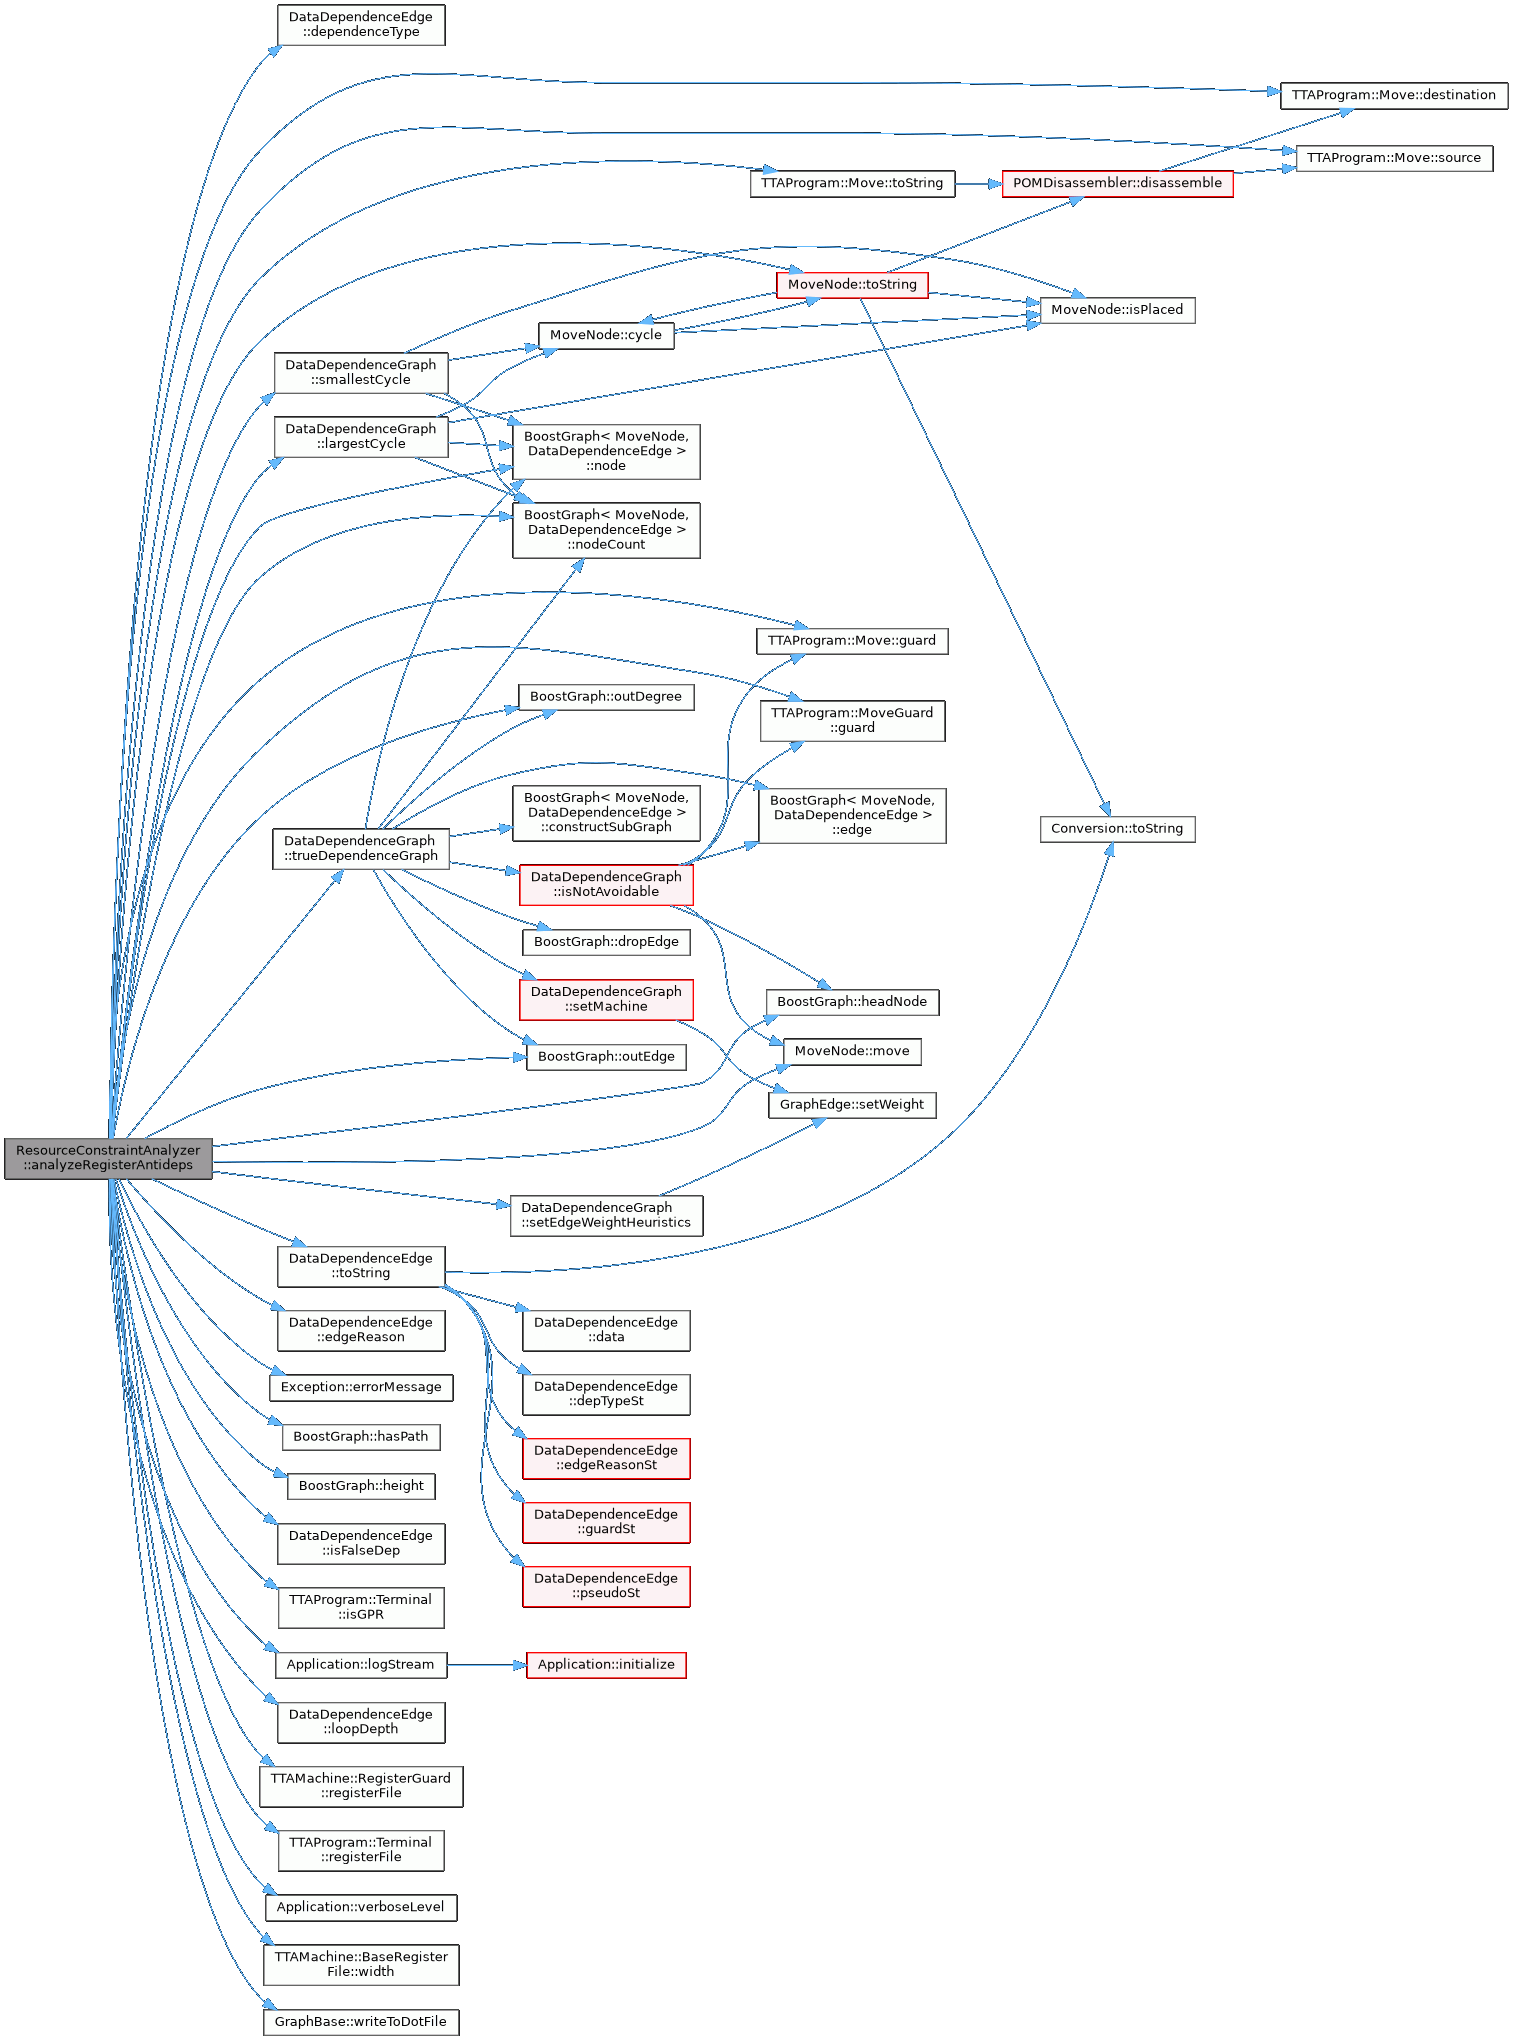 DataDependenceEdge
::dependenceType
TTAProgram::Move::destination
TTAProgram::Move::source
TTAProgram::Move::toString
POMDisassembler::disassemble
MoveNode::toString
MoveNode::isPlaced
MoveNode::cycle
DataDependenceGraph
::smallestCycle
DataDependenceGraph
::largestCycle
BoostGraph< MoveNode,
DataDependenceEdge >
::node
BoostGraph< MoveNode,
DataDependenceEdge >
::nodeCount
TTAProgram::Move::guard
BoostGraph::outDegree
TTAProgram::MoveGuard
::guard
BoostGraph< MoveNode,
DataDependenceEdge >
::constructSubGraph
BoostGraph< MoveNode,
DataDependenceEdge >
::edge
Conversion::toString
DataDependenceGraph
::trueDependenceGraph
DataDependenceGraph
::isNotAvoidable
BoostGraph::dropEdge
DataDependenceGraph
::setMachine
BoostGraph::headNode
BoostGraph::outEdge
MoveNode::move
GraphEdge::setWeight
ResourceConstraintAnalyzer
::analyzeRegisterAntideps
DataDependenceGraph
::setEdgeWeightHeuristics
DataDependenceEdge
::toString
DataDependenceEdge
::edgeReason
DataDependenceEdge
::data
Exception::errorMessage
DataDependenceEdge
::depTypeSt
BoostGraph::hasPath
DataDependenceEdge
::edgeReasonSt
BoostGraph::height
DataDependenceEdge
::guardSt
DataDependenceEdge
::isFalseDep
DataDependenceEdge
::pseudoSt
TTAProgram::Terminal
::isGPR
Application::logStream
Application::initialize
DataDependenceEdge
::loopDepth
TTAMachine::RegisterGuard
::registerFile
TTAProgram::Terminal
::registerFile
Application::verboseLevel
TTAMachine::BaseRegister
File::width
GraphBase::writeToDotFile